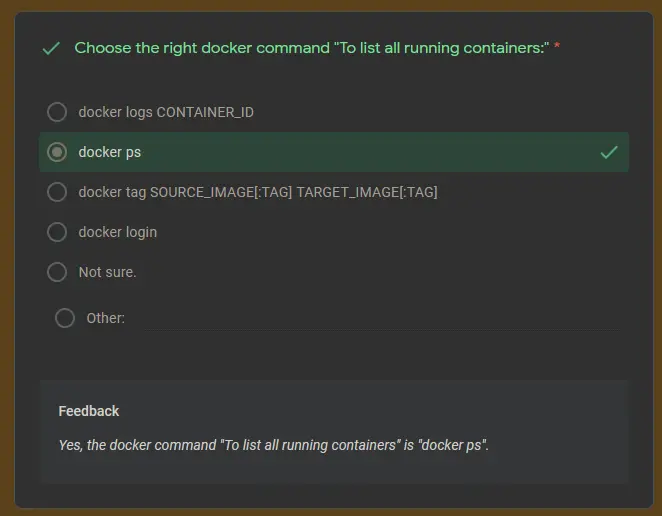 Choose the right docker command "To list all running containers:" *
docker logs CONTAINER_ID
docker ps
docker tag SOURCE_IMAGE[:TAG] TARGET_IMAGE[:TAG]
docker login
Not sure.
Other:
Feedback
Yes, the docker command "To list all running containers" is "docker ps".